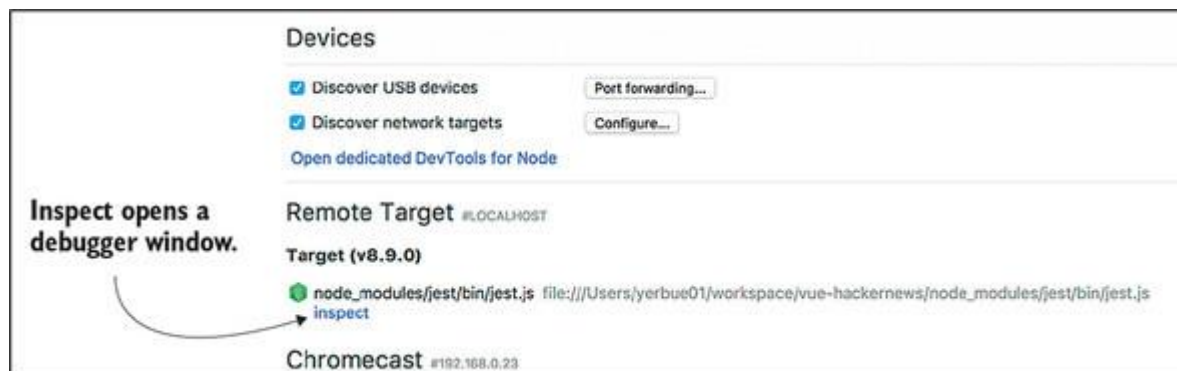 Devices
Discover USB devices Port forwarding...
Discover network targets Configure...
Open dedicated DevTools for Node
Inspect opens a
debugger window.
Remote Target #LOCALHOST
Target (v8.9.0)
node_modules/jest/bin/jest.js file:///Users/yerbue01/workspace/vue-hackernews/node_modules/jest/bin/jest.js
inspect
Chromecast #192.168.0.23